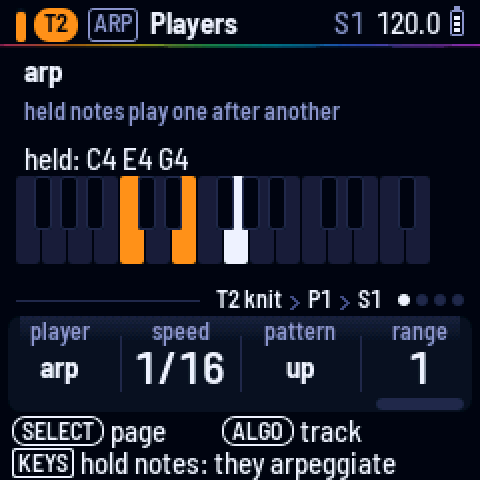 T2 ARP Players S1 120.0
arp
held notes play one after another
held: C4 E4 G4
T2 knit > P1 > S1
player speed pattern range
arp 1/16 up 1
SELECT page ALGO track
KEYS hold notes: they arpeggiate